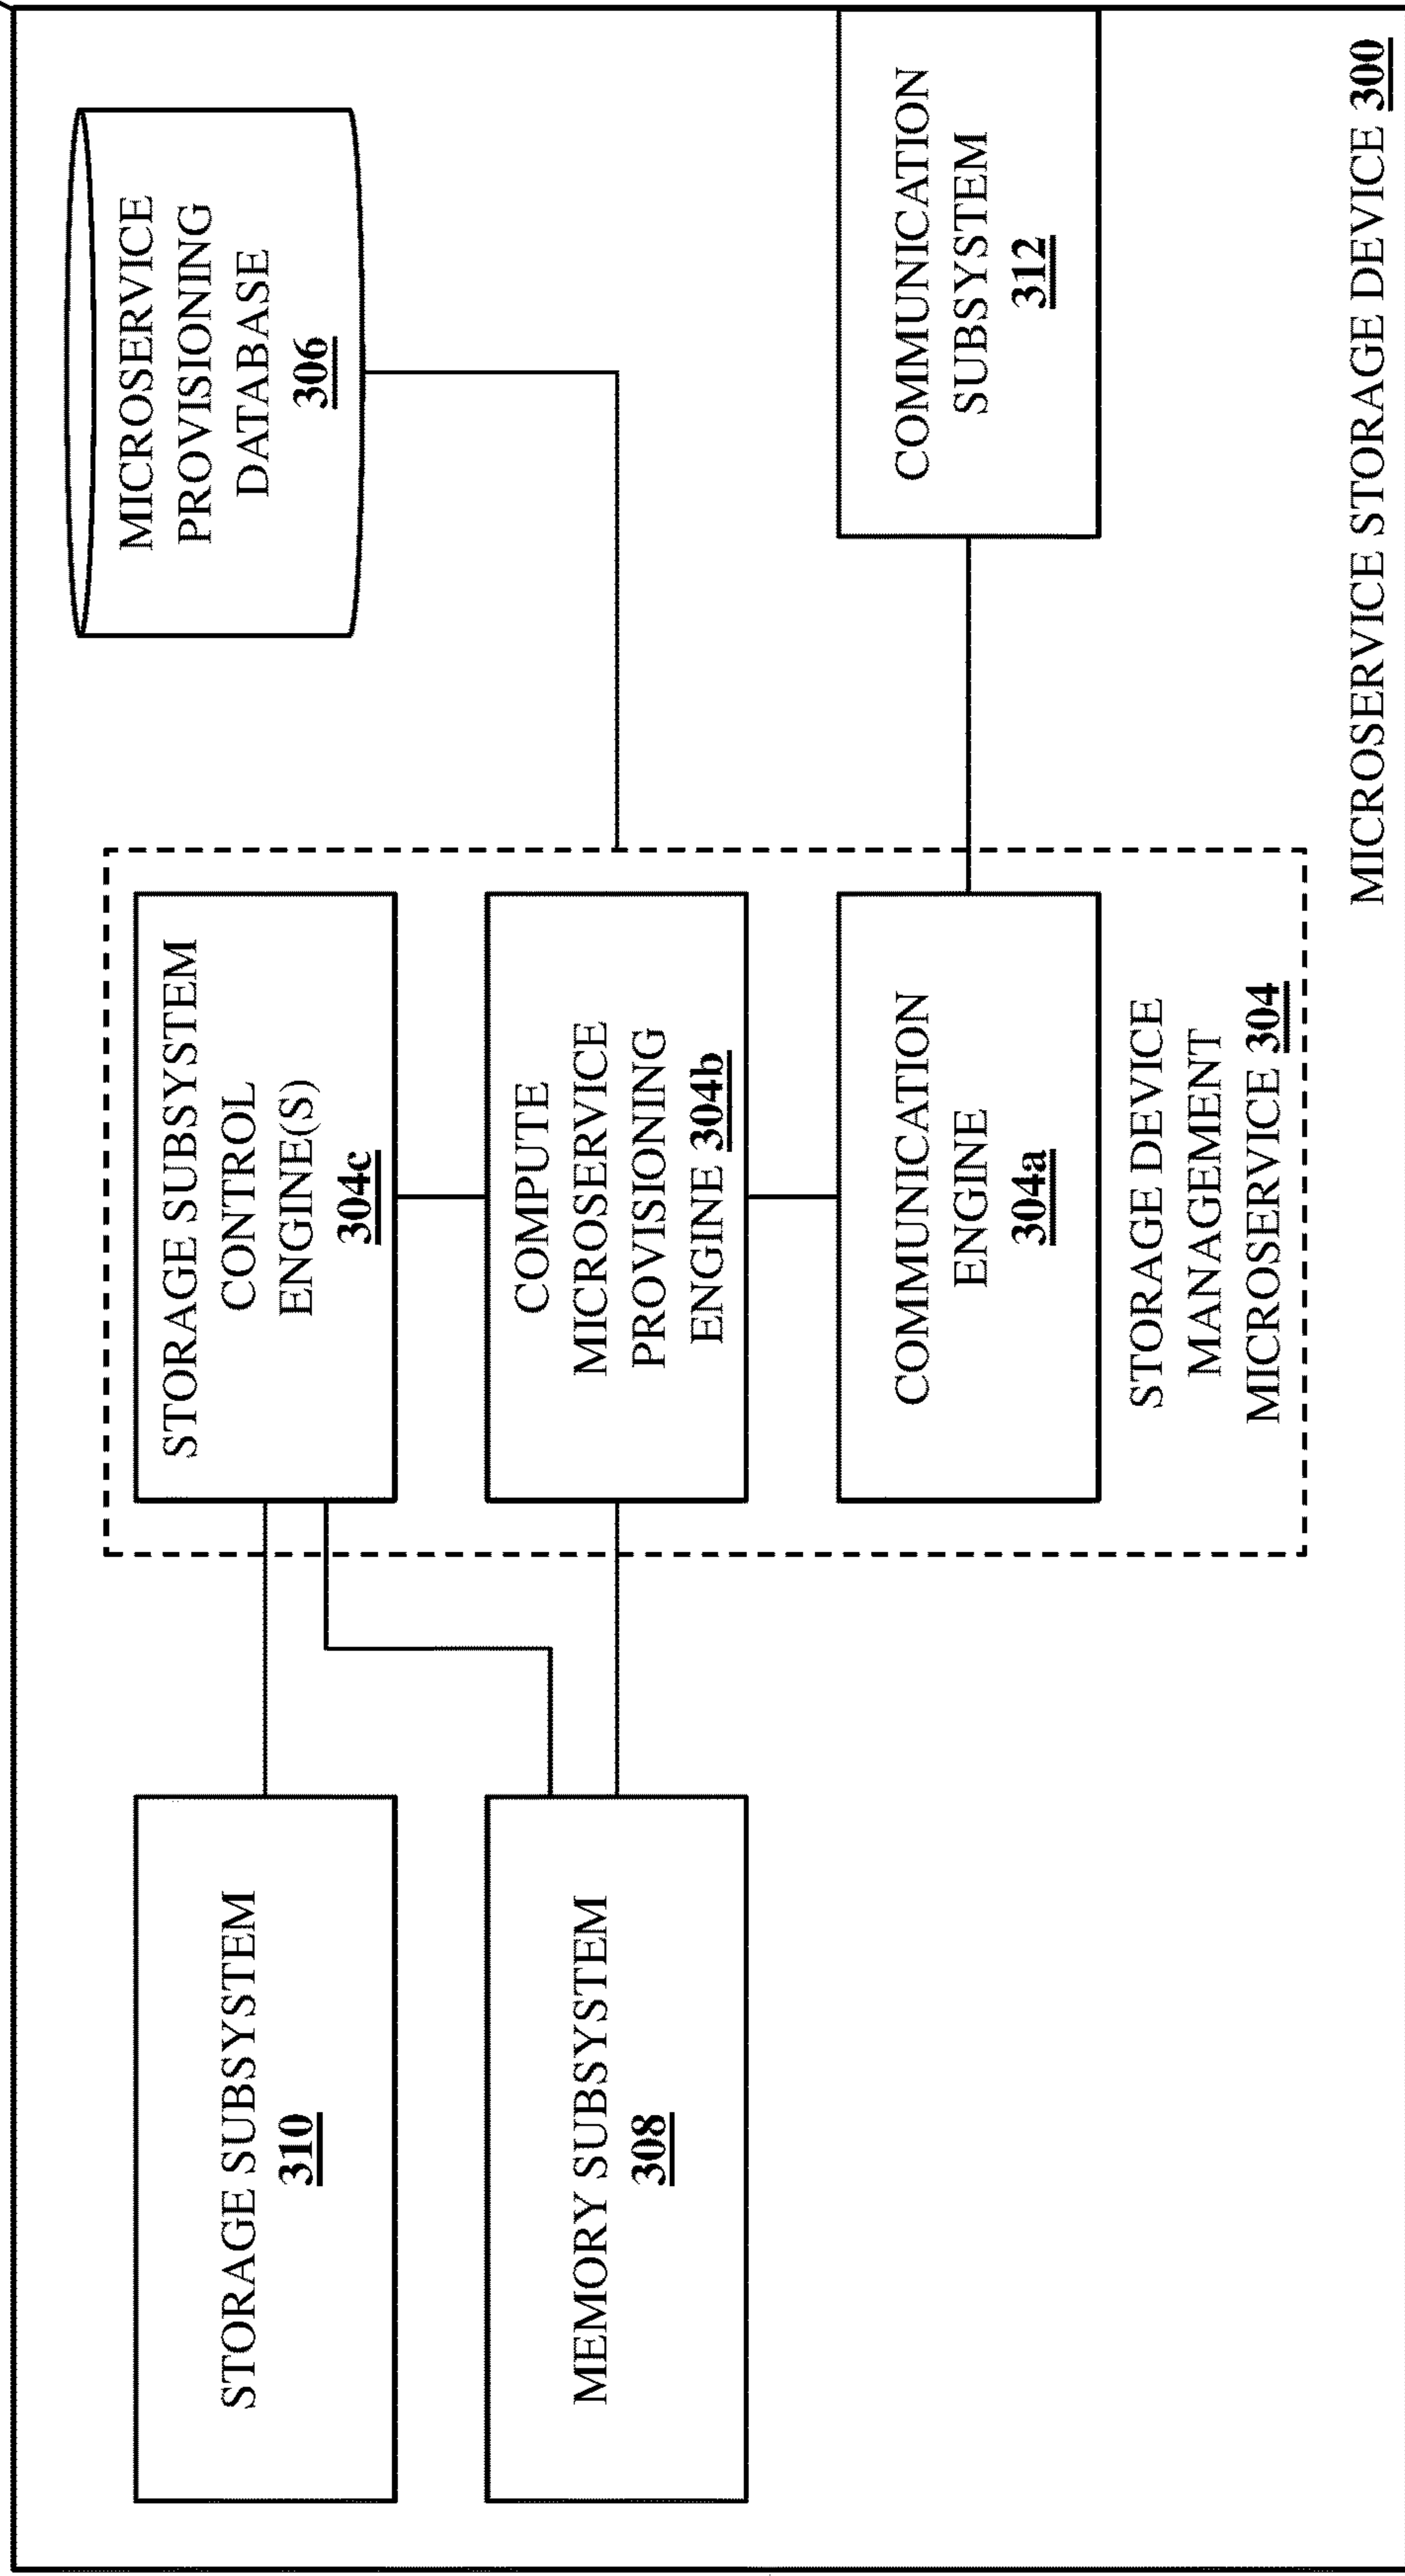 STORAGE SUBSYSTEM
310
STORAGE SUBSYSTEM
CONTROL
ENGINE(S)
304c
MICROSERVICE
PROVISIONING
DATABASE
306
MEMORY SUBSYSTEM
308
COMPUTE
MICROSERVICE
PROVISIONING
ENGINE 304b
COMMUNICATION
ENGINE
304a
COMMUNICATION
SUBSYSTEM
312
STORAGE DEVICE
MANAGEMENT
MICROSERVICE 304
MICROSERVICE STORAGE DEVICE 300